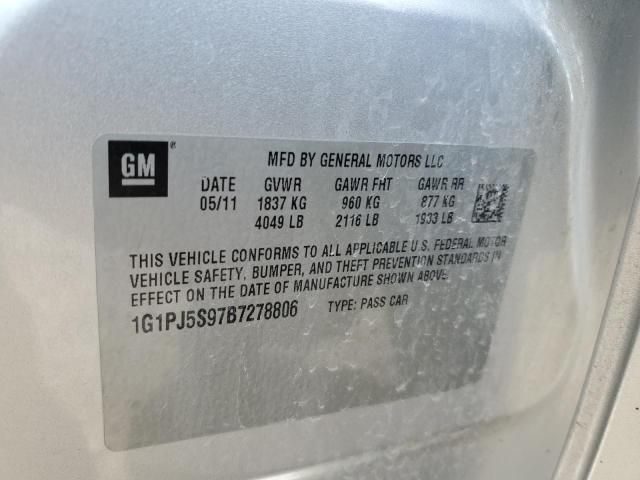 GM
MFD BY GENERAL MOTORS LLC
DATE GVWR GAWR FRT GAWR RR
05/11 1837 KG 960 KG 877 KG
4049 LB 2116 LB 1933 LB
THIS VEHICLE CONFORMS TO ALL APPLICABLE U.S. FEDERAL MOTOR
VEHICLE SAFETY, BUMPER, AND THEFT PREVENTION STANDARDS IN
EFFECT ON THE DATE OF MANUFACTURE SHOWN ABOVE.
1G1PJ5S97B7278806 TYPE: PASS CAR